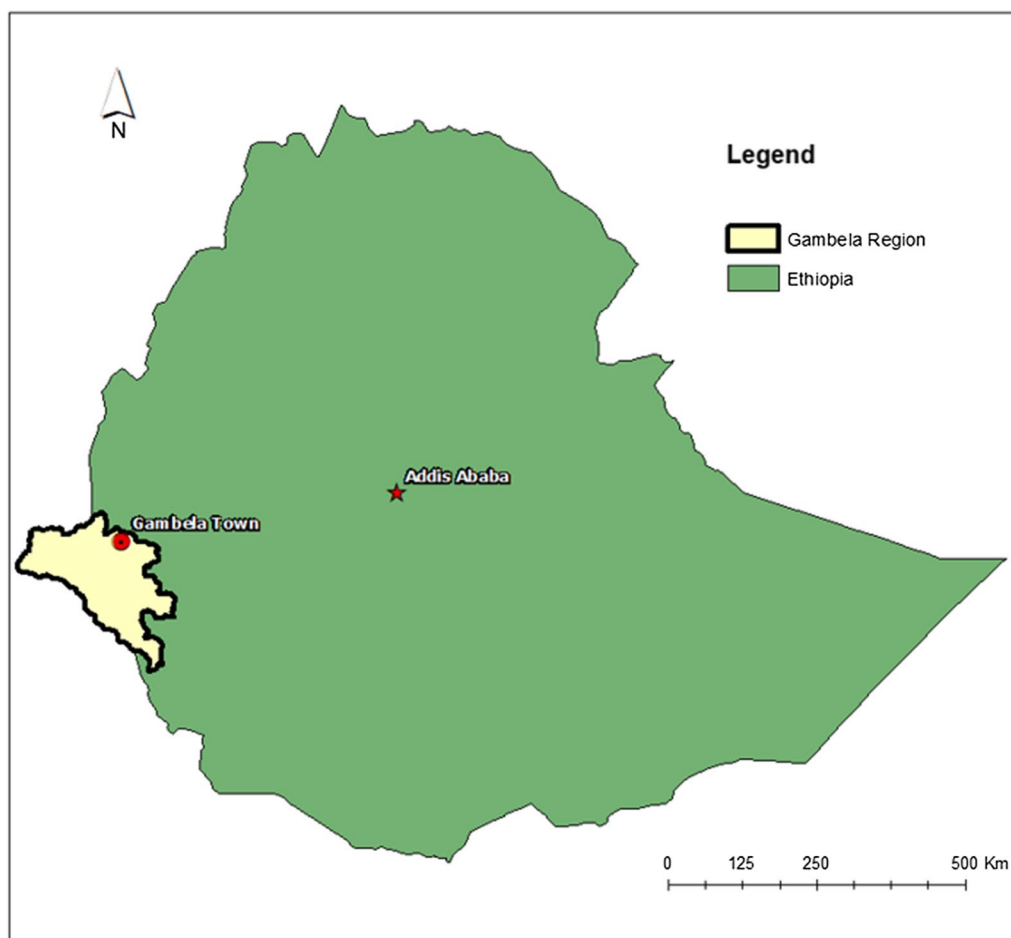 N
Legend
Gambela Region
Ethiopia
Addis Ababa
Gambela Town
0 125 250 500 Km